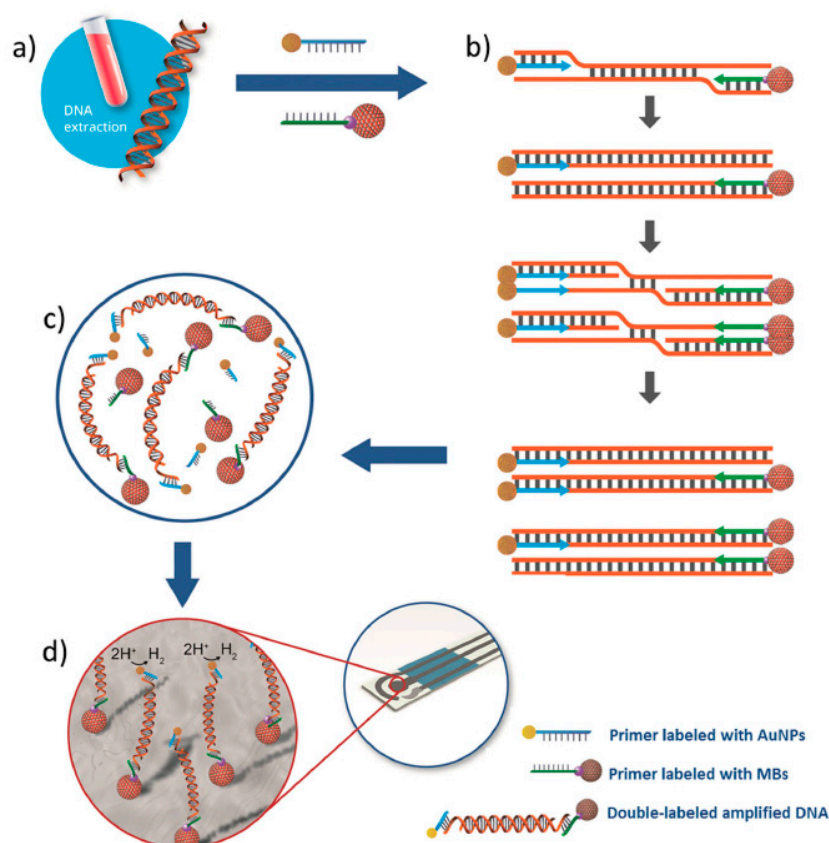 a)
DNA
extraction
b)
c)
d)
2H⁺ H₂ 2H⁺ H₂
Primer labeled with AuNPs
Primer labeled with MBs
Double-labeled amplified DNA